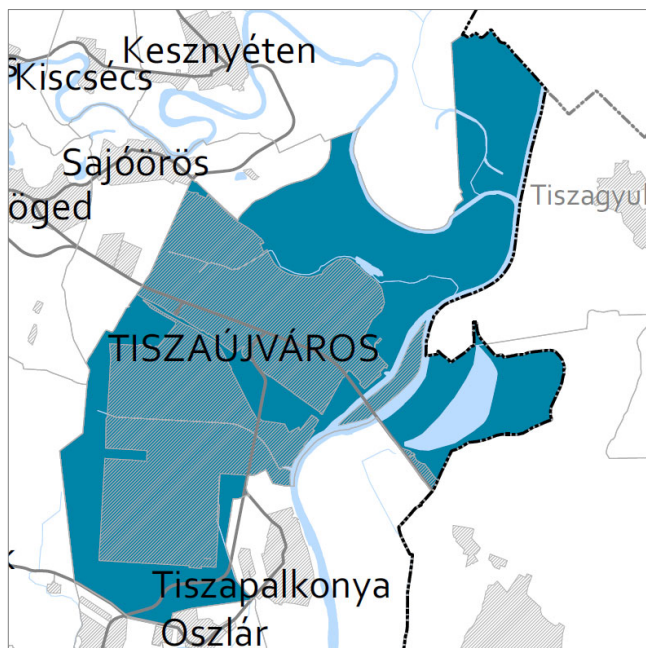 Kesznyéten
Kiscsécs
Sajóörös
öged
Tiszagyul
TISZAÚJVÁROS
Tiszapalkonya
Oszlár